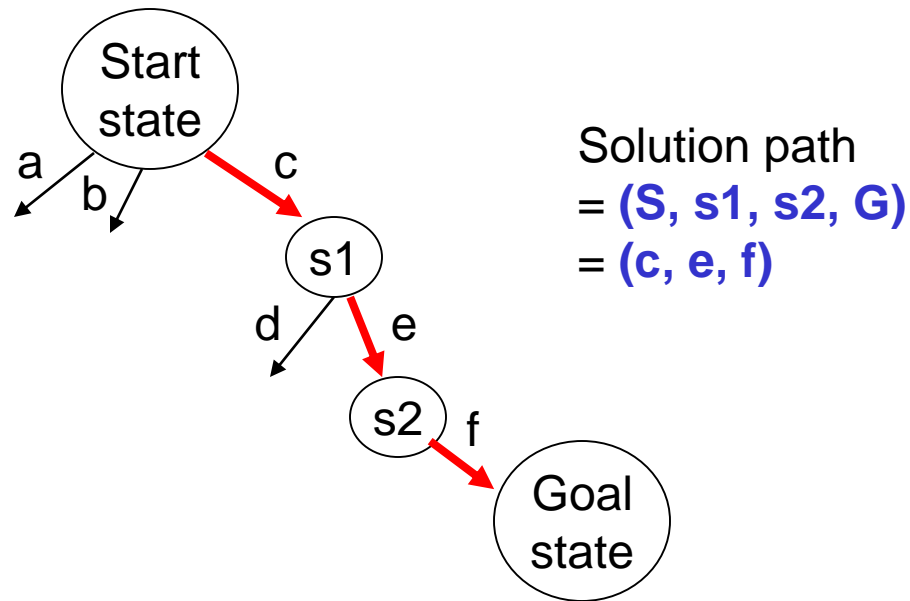 Start
state
a
b
c
Solution path
= (S, s1, s2, G)
= (c, e, f)
s1
d
e
s2
f
Goal
state